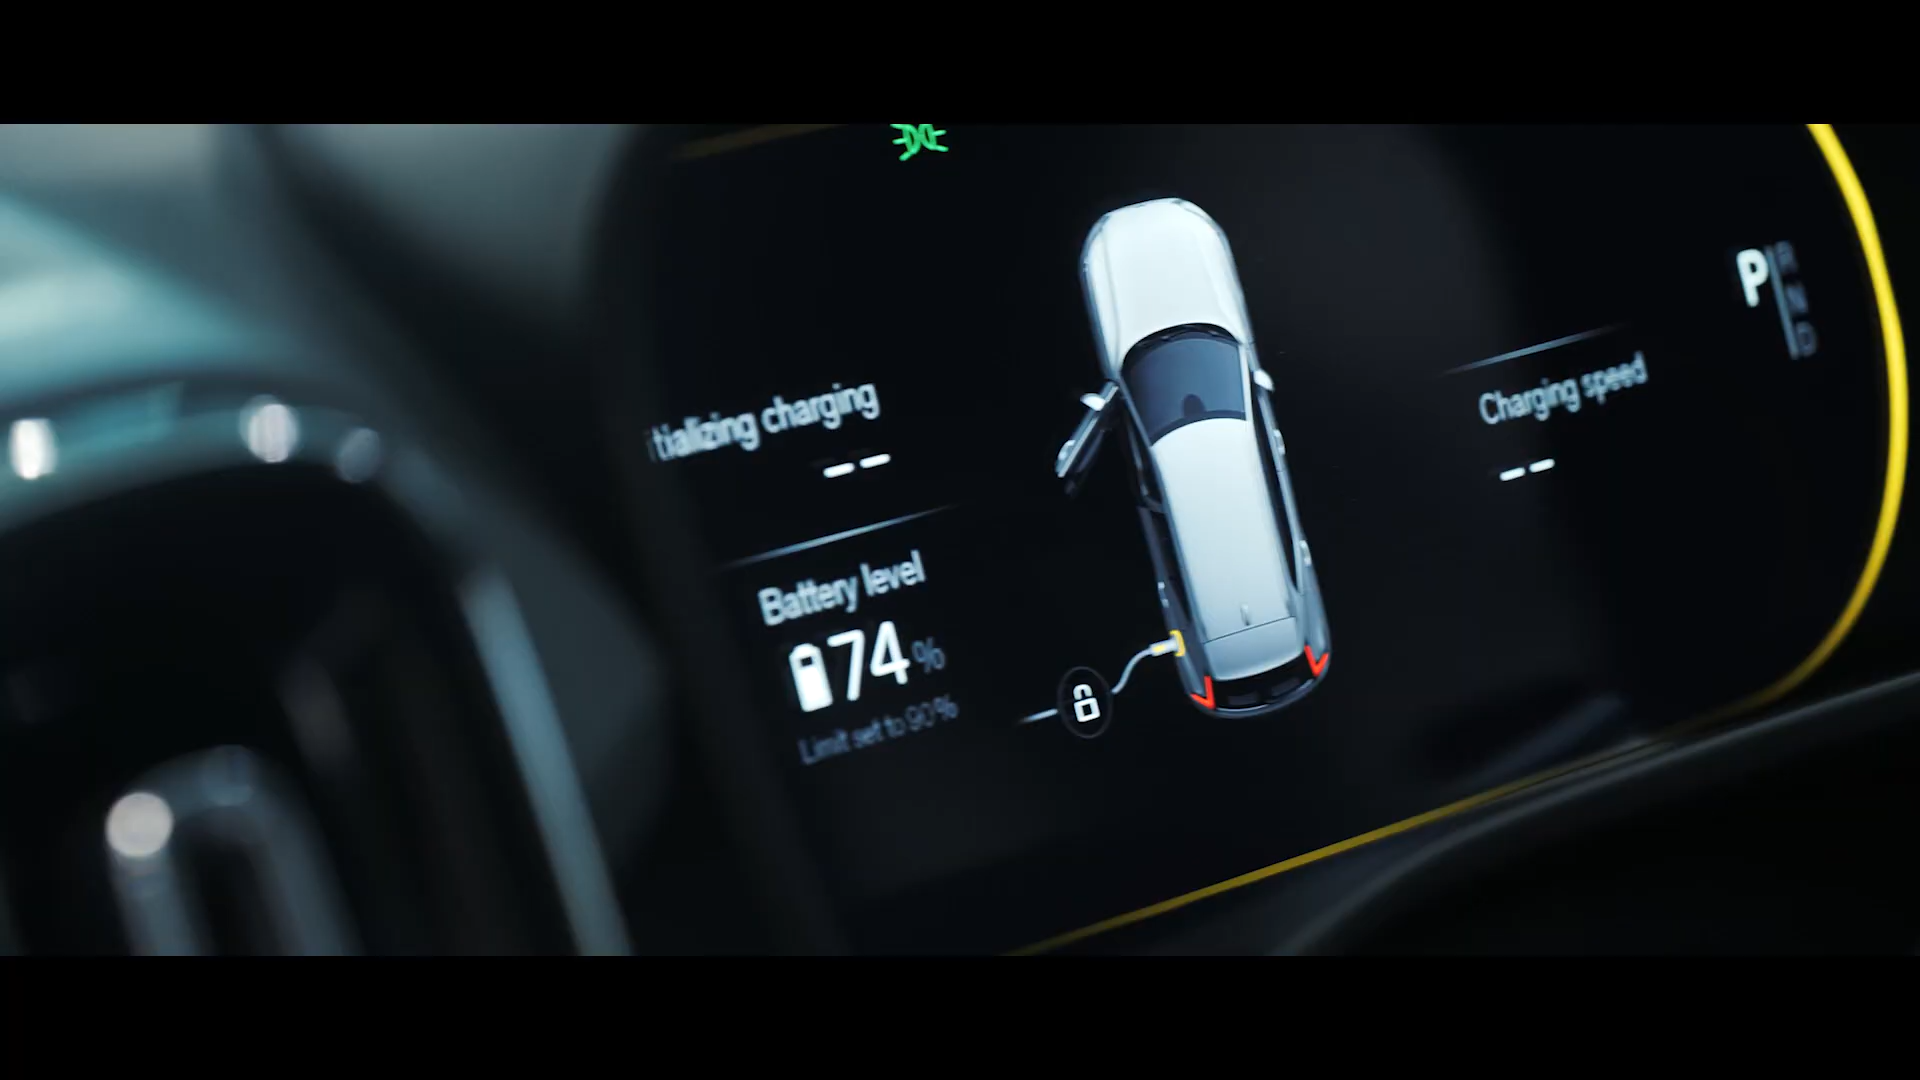 tializing charging
-- 
Battery level
74 %
Limit set to 90%
Charging speed
--
P
R
N
D